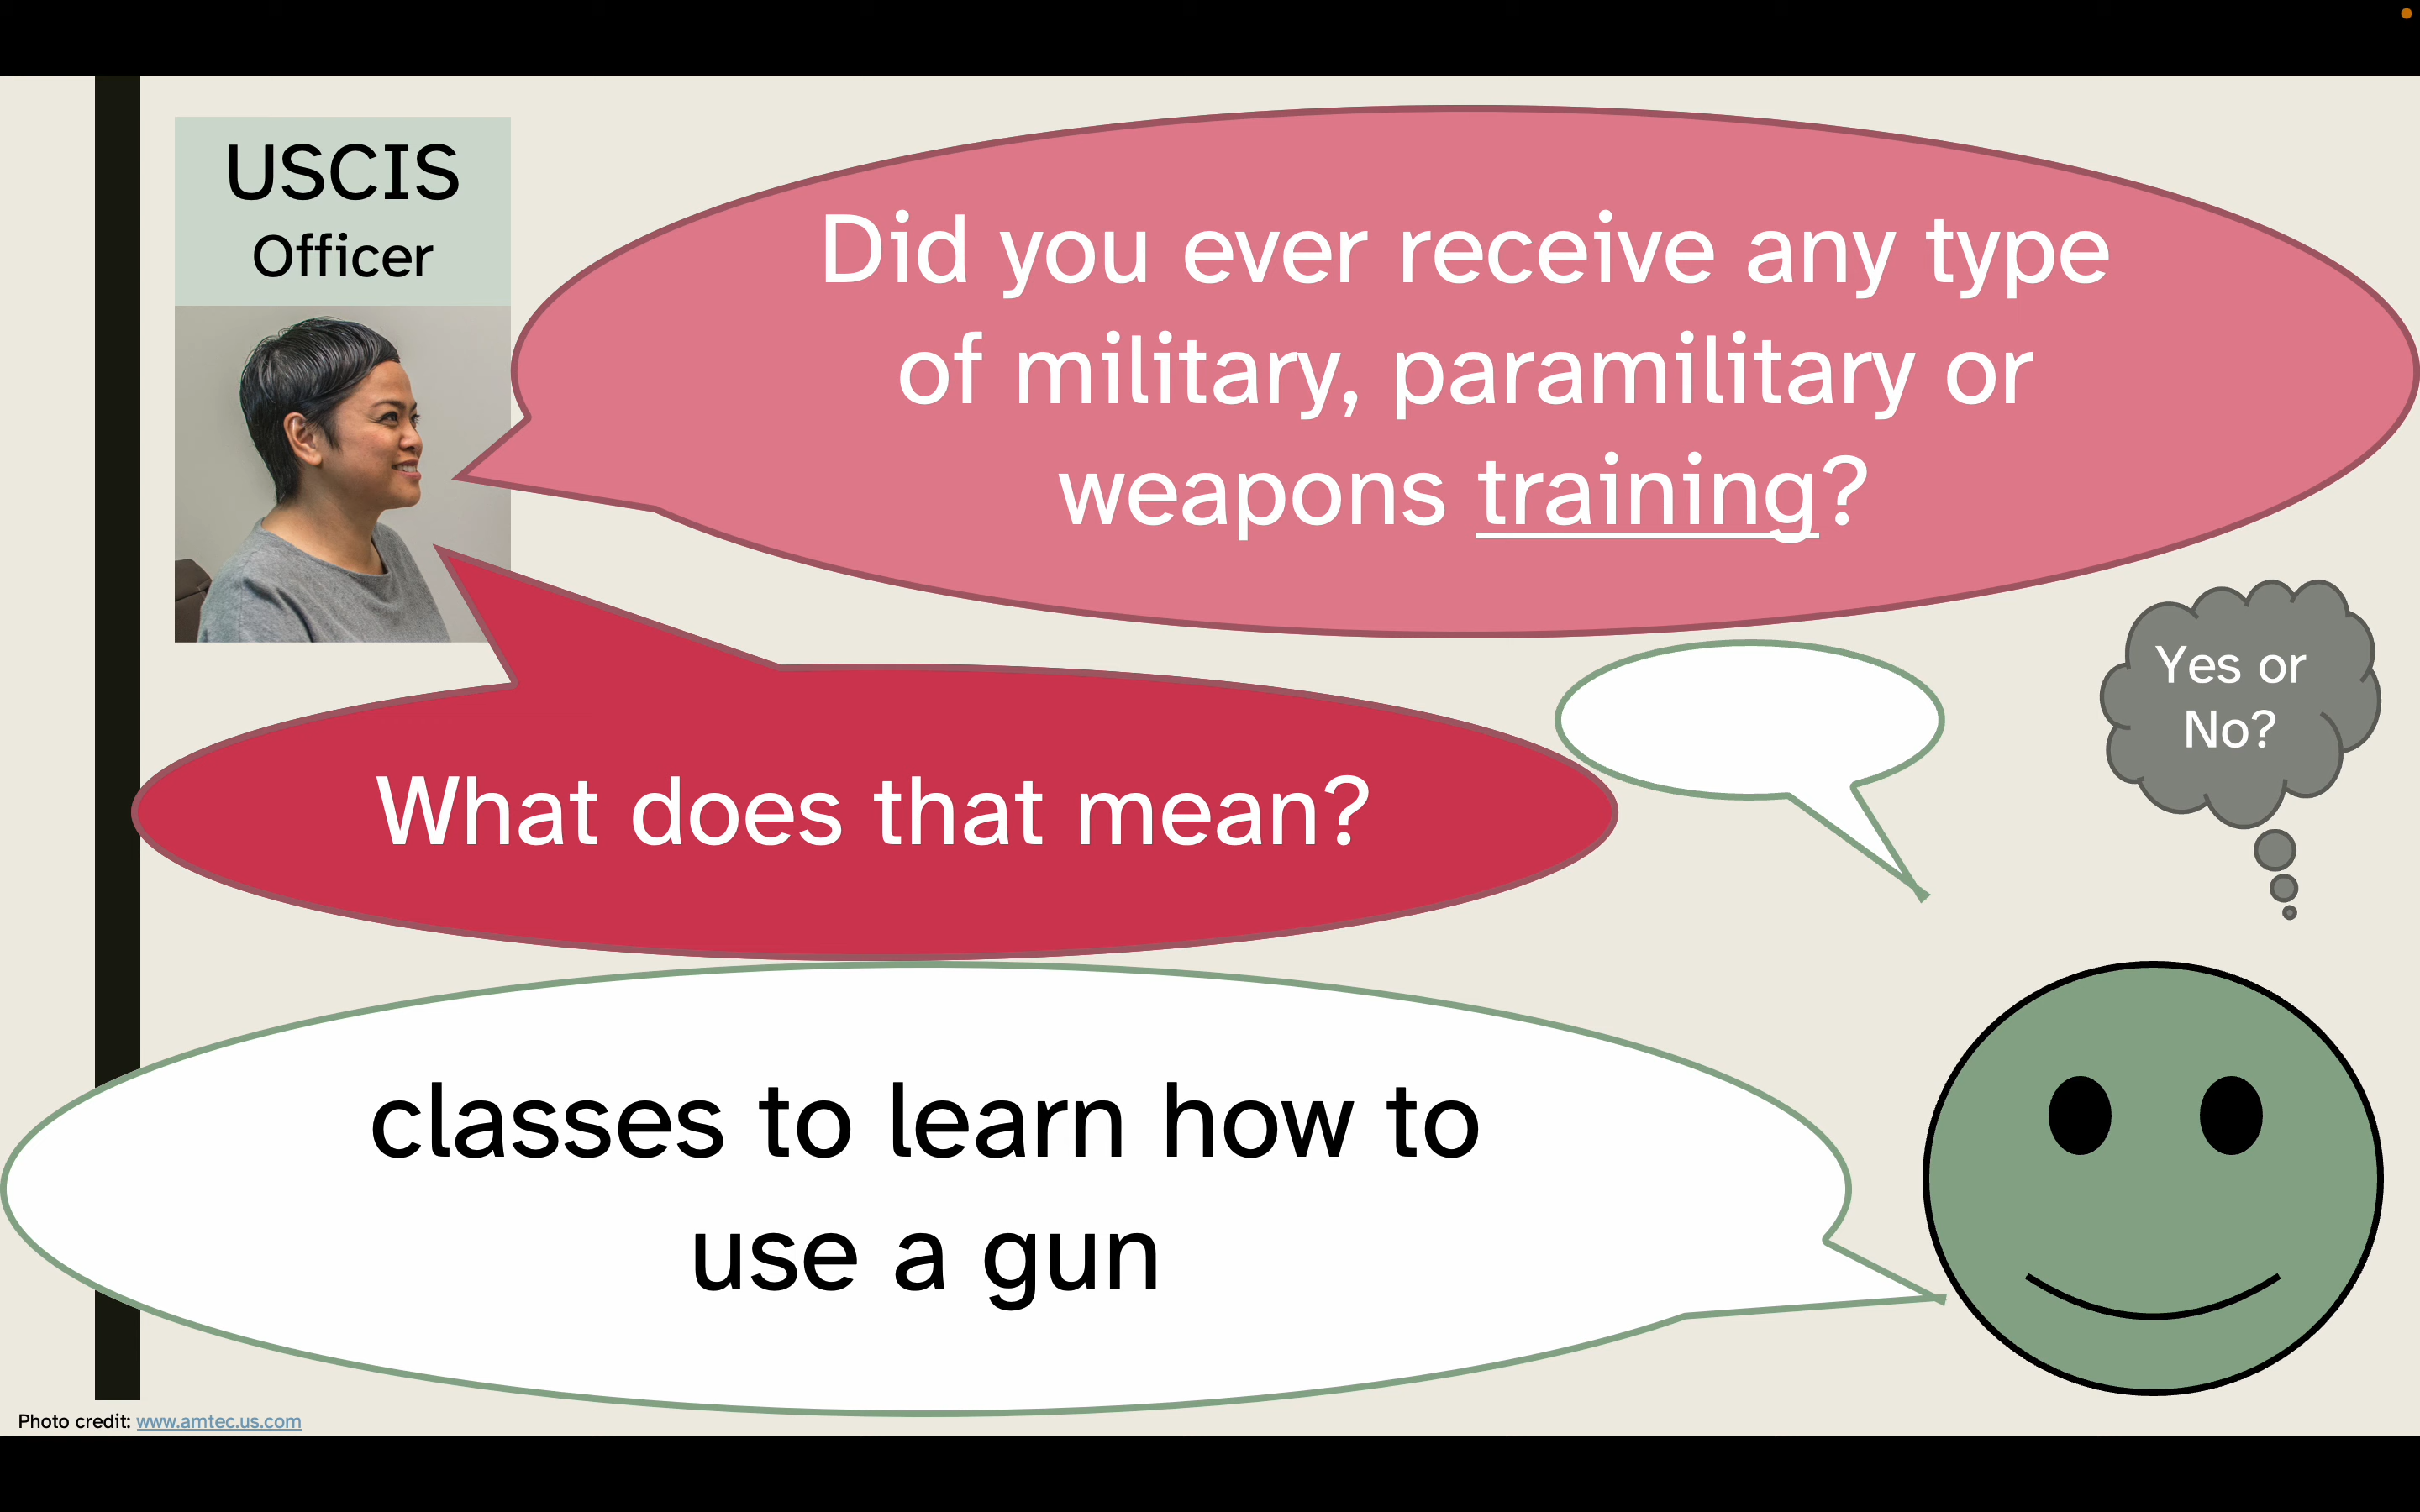 USCIS
Officer
Did you ever receive any type
of military, paramilitary or
weapons training?
Yes or
No?
What does that mean?
classes to learn how to
use a gun
Photo credit: www.amtec.us.com